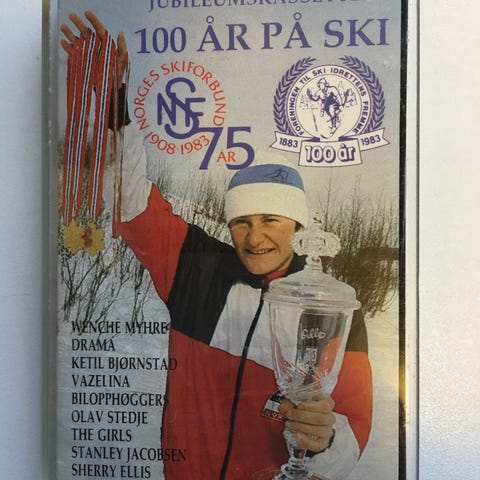 JUBILEUMSKASSETTE
100 ÅR PÅ SKI
NORGES SKIFORBUND
1908-1983
NSF
75
ÅR
FORENINGEN TIL SKI-IDRETTENS FREMME
1883
1983
100 år
WENCHE MYHRE
DRAMA
KETIL BJØRNSTAD
VAZELINA
BILOPPHØGGERS
OLAV STEDJE
THE GIRLS
STANLEY JACOBSEN
SHERRY ELLIS